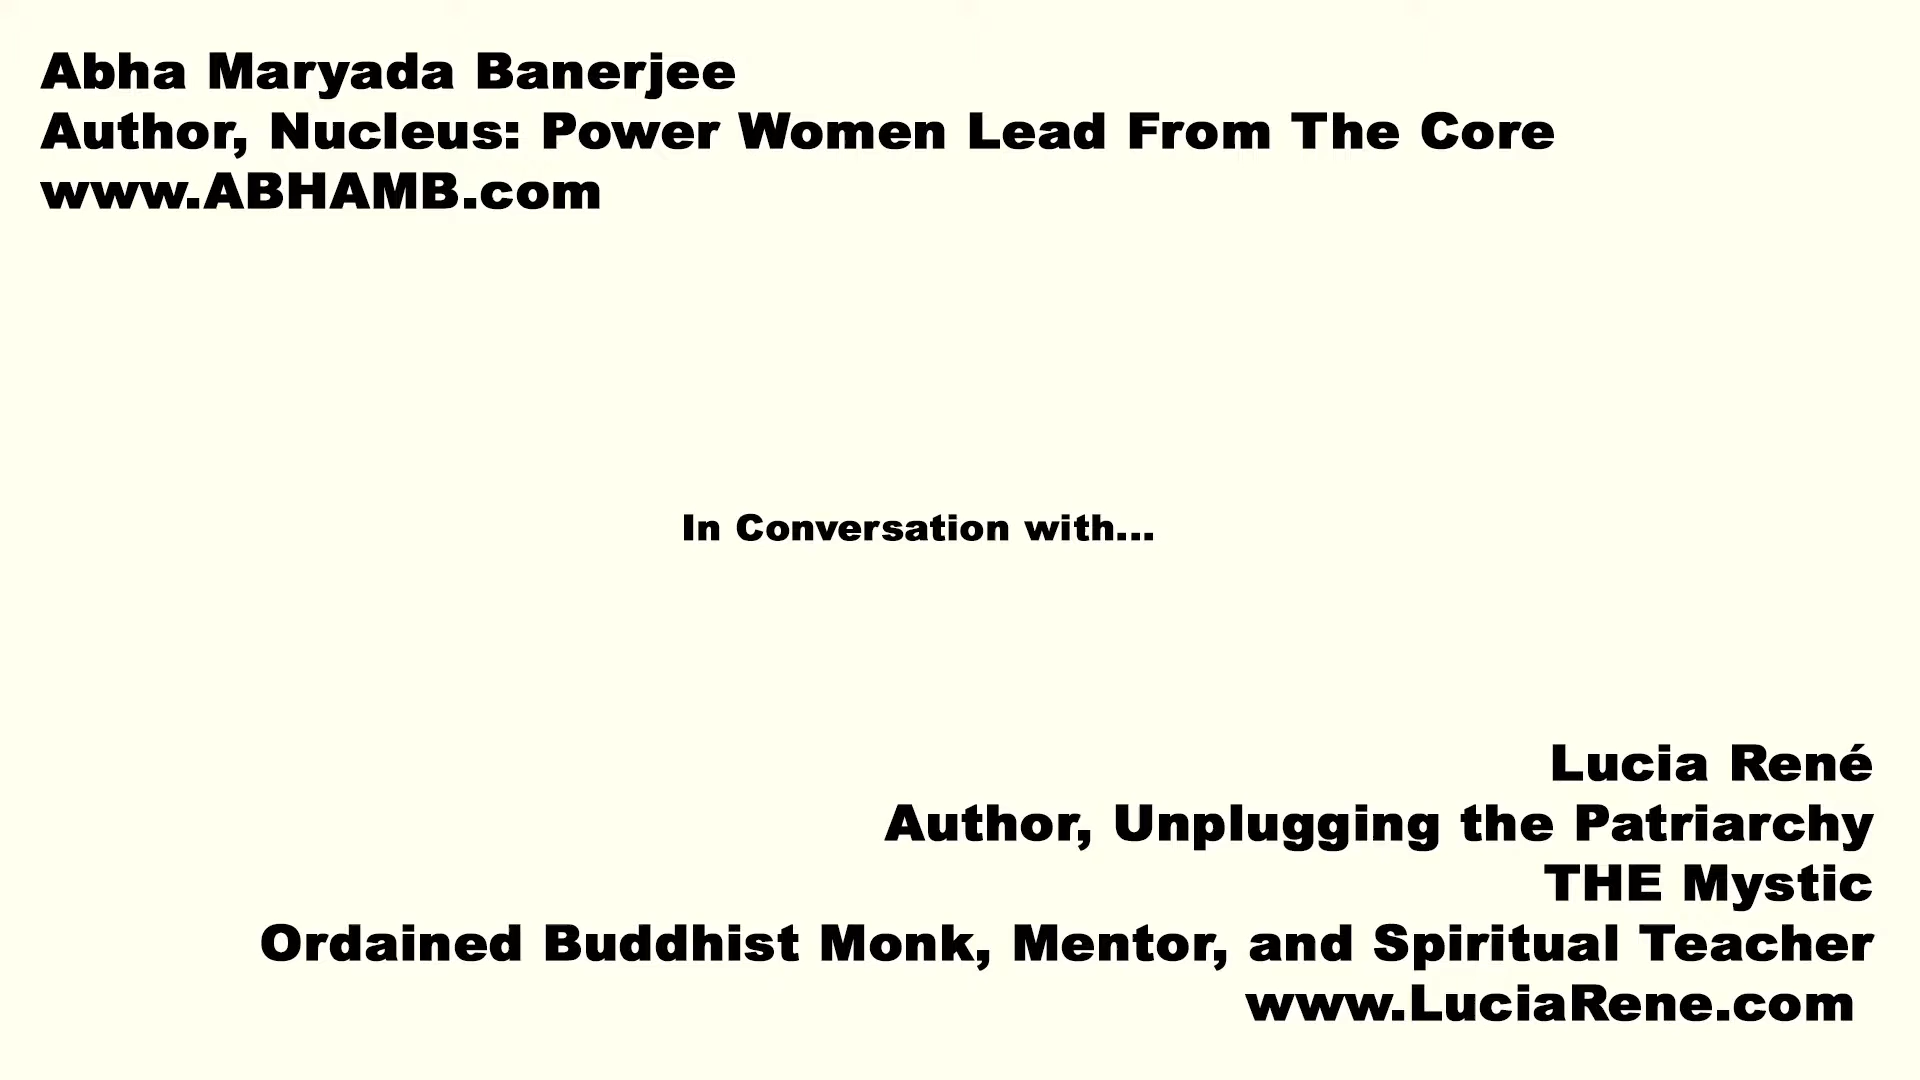 Abha Maryada Banerjee
Author, Nucleus: Power Women Lead From The Core
www.ABHAMB.com
In Conversation with...
Lucia René
Author, Unplugging the Patriarchy
THE Mystic
Ordained Buddhist Monk, Mentor, and Spiritual Teacher
www.LuciaRene.com